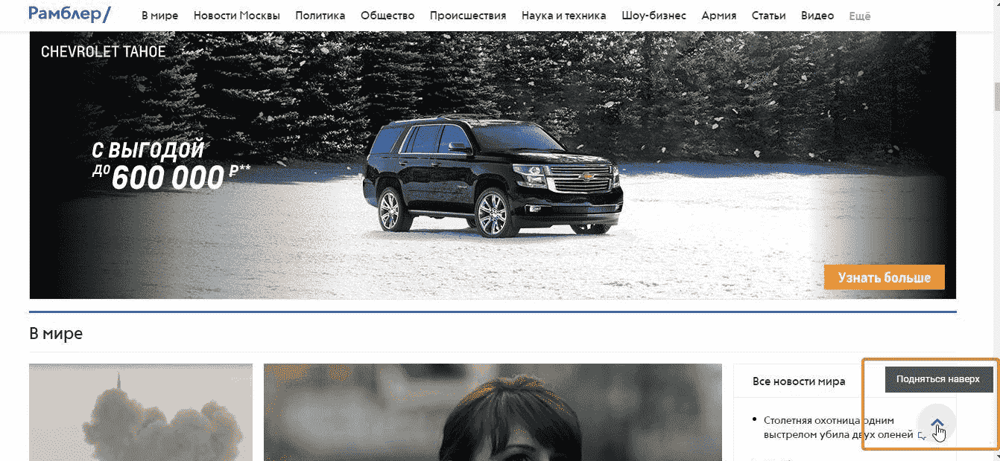 Рамблер/
В мире Новости Москвы Политика Общество Происшествия Наука и техника Шоу-бизнес Армия Статьи Видео Ещё
CHEVROLET TAHOE
С ВЫГОДОЙ
ДО 600 000 ₽**
Узнать больше
В мире
Все новости мира
Подняться наверх
Столетняя охотница одним
выстрелом убила двух оленей